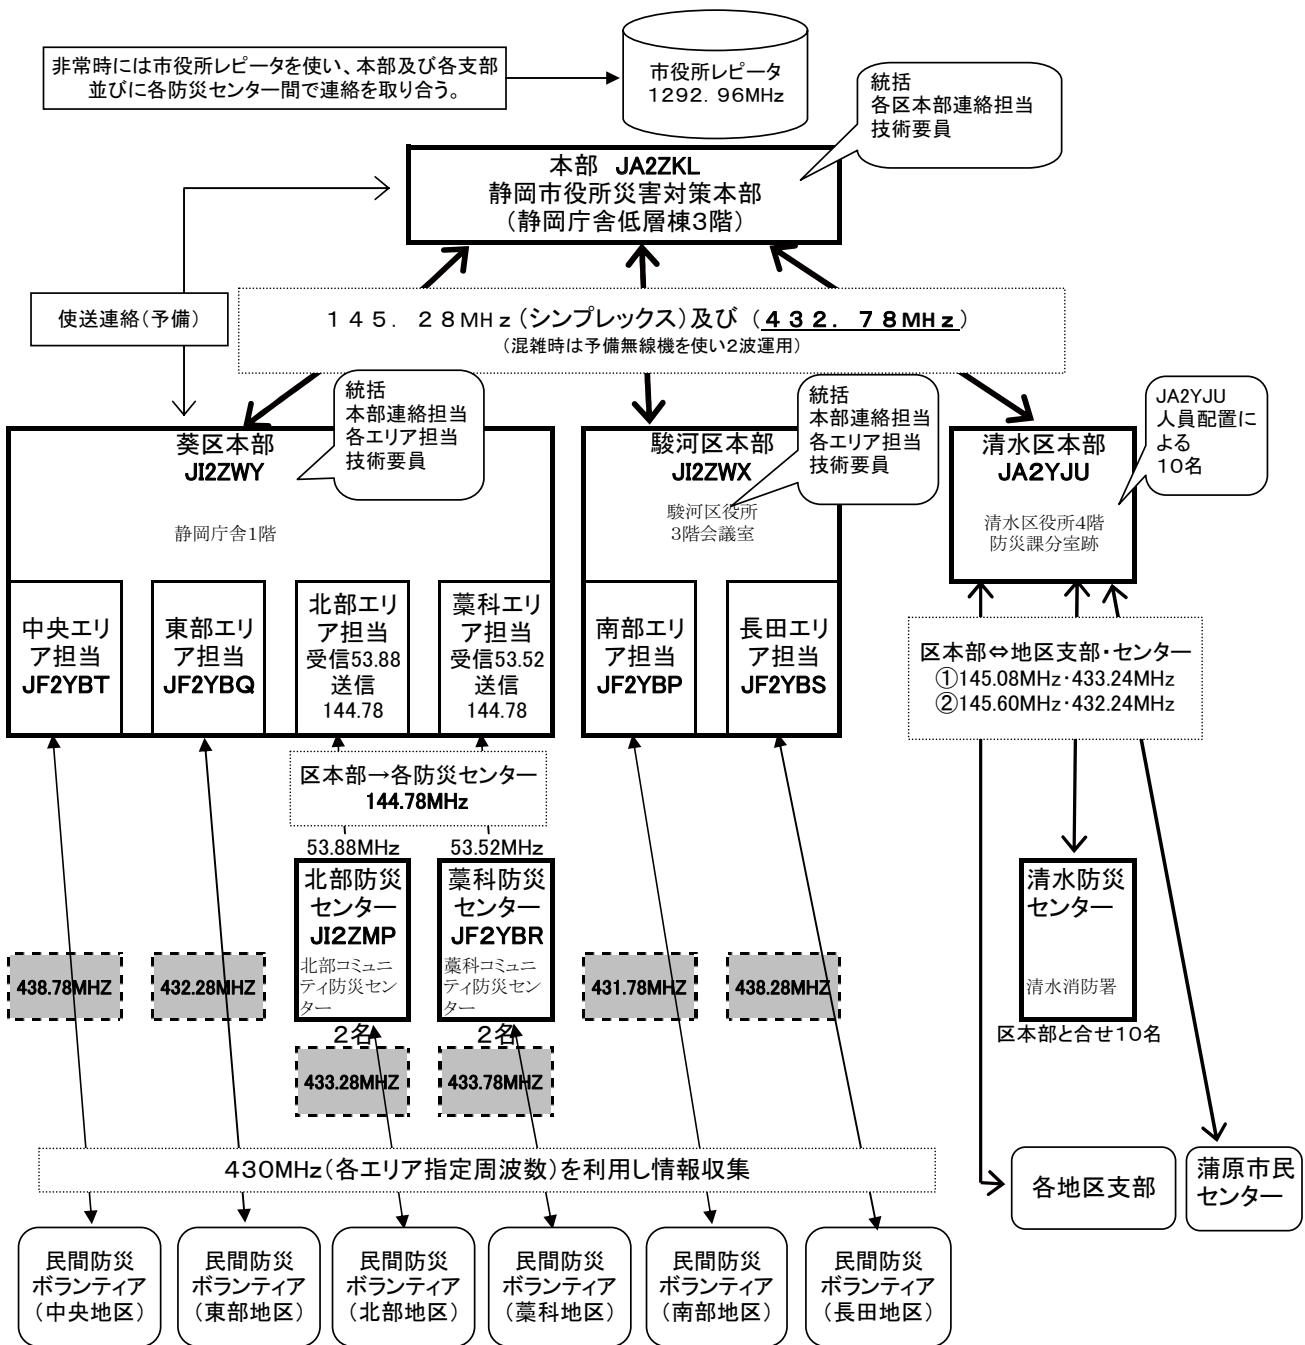 非常時には市役所レピータを使い、本部及び各支部
並びに各防災センター間で連絡を取り合う。
市役所レピータ
1292．96MHz
統括
各区本部連絡担当
技術要員
本部　JA2ZKL
静岡市役所災害対策本部
（静岡庁舎低層棟3階）
使送連絡（予備）
１４５．２８MHz（シンプレックス）及び（４３２．７８MHz）
（混雑時は予備無線機を使い２波運用）
統括
本部連絡担当
各エリア担当
技術要員
統括
本部連絡担当
各エリア担当
技術要員
JA2YJU
人員配置に
よる
10名
葵区本部
JI2ZWY
静岡庁舎1階
駿河区本部
JI2ZWX
駿河区役所
3階会議室
清水区本部
JA2YJU
清水区役所4階
防災課分室跡
中央エリ
ア担当
JF2YBT
東部エリ
ア担当
JF2YBQ
北部エリ
ア担当
受信53.88
送信
144.78
藁科エリ
ア担当
受信53.52
送信
144.78
南部エリ
ア担当
JF2YBP
長田エリ
ア担当
JF2YBS
区本部⇔地区支部・センター
①145.08MHz・433.24MHz
②145.60MHz・432.24MHz
区本部→各防災センター
144.78MHz
53.88MHz
53.52MHz
北部防災
センター
JI2ZMP
北部コミュニ
ティ防災セン
ター
2名
藁科防災
センター
JF2YBR
藁科コミュニ
ティ防災セン
ター
2名
清水防災
センター
清水消防署
区本部と合せ10名
438.78MHZ
432.28MHZ
431.78MHZ
438.28MHZ
433.28MHZ
433.78MHZ
430MHz（各エリア指定周波数）を利用し情報収集
各地区支部
蒲原市民
センター
民間防災
ボランティア
（中央地区）
民間防災
ボランティア
（東部地区）
民間防災
ボランティア
（北部地区）
民間防災
ボランティア
（藁科地区）
民間防災
ボランティア
（南部地区）
民間防災
ボランティア
（長田地区）